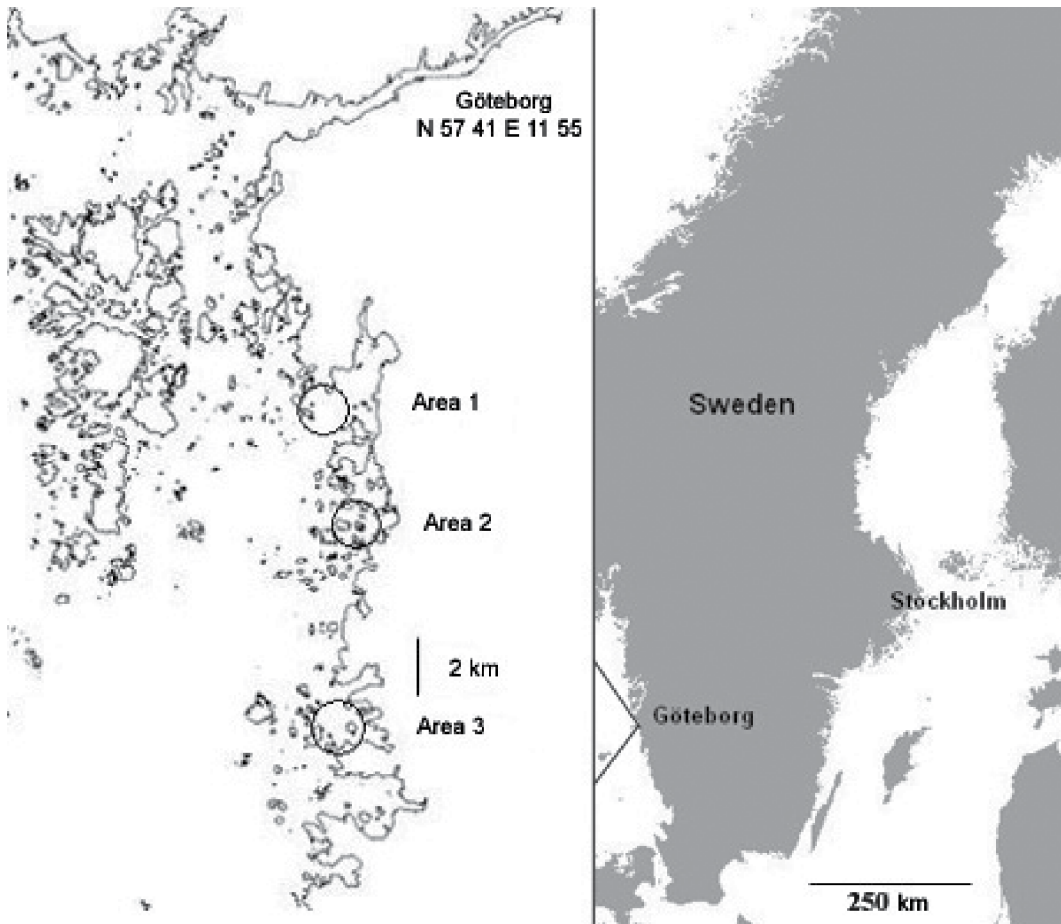 Göteborg
N 57 41 E 11 55
Area 1
Area 2
2 km
Area 3
Sweden
Stockholm
Göteborg
250 km